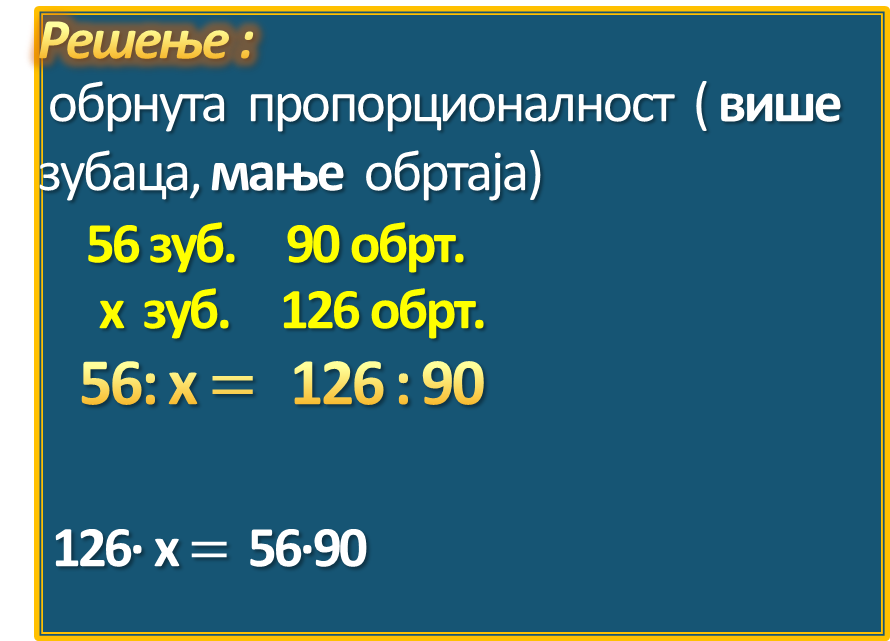 Решење :
обрнута пропорционалност ( више
зубаца, мање обртаја)
56 зуб. 90 обрт.
x зуб. 126 обрт.
56: x = 126 : 90
126· x = 56·90